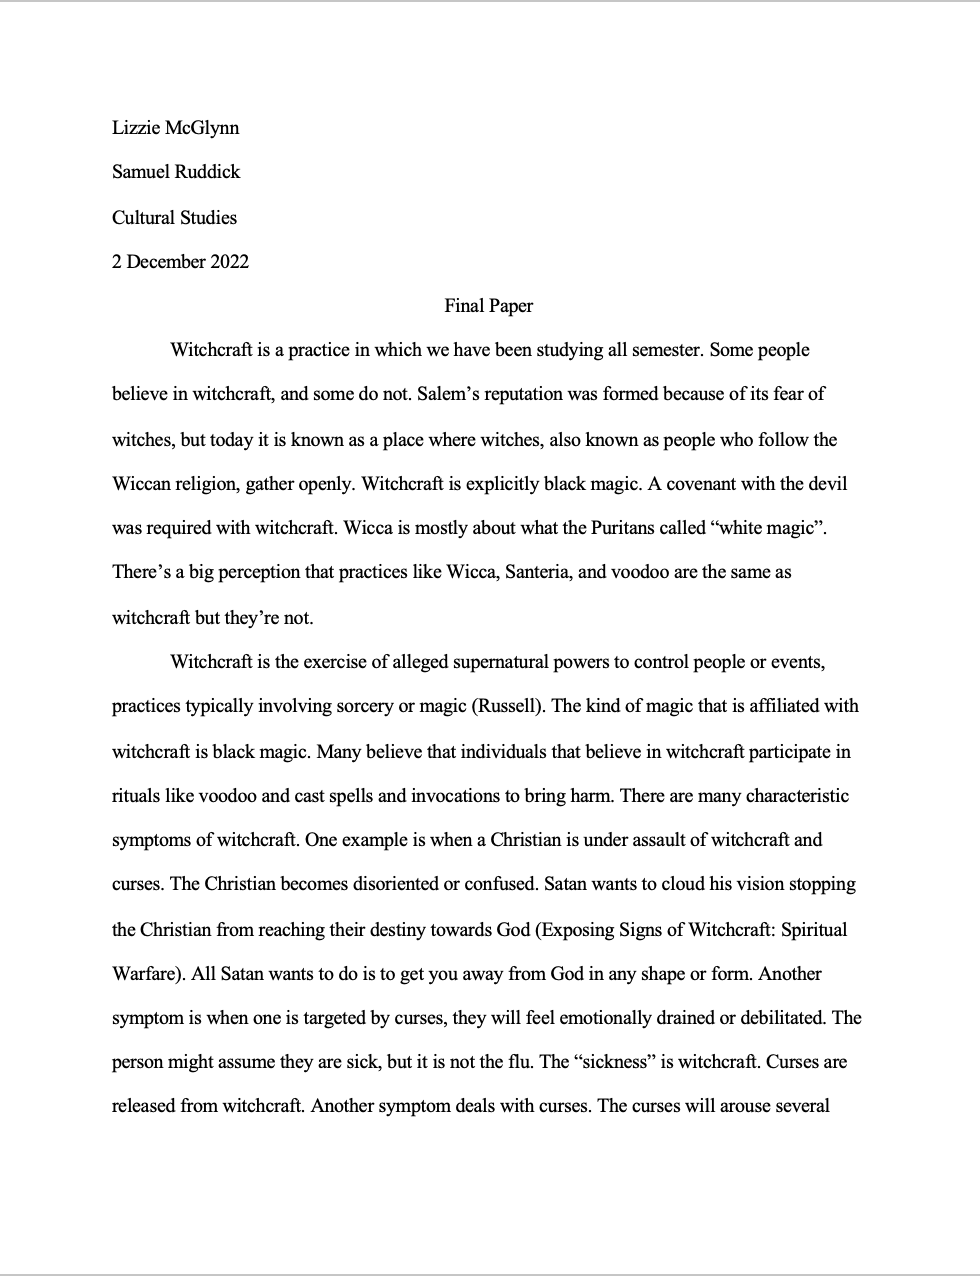 Lizzie McGlynn
Samuel Ruddick
Cultural Studies
2 December 2022
Final Paper
Witchcraft is a practice in which we have been studying all semester. Some people
believe in witchcraft, and some do not. Salem’s reputation was formed because of its fear of
witches, but today it is known as a place where witches, also known as people who follow the
Wiccan religion, gather openly. Witchcraft is explicitly black magic. A covenant with the devil
was required with witchcraft. Wicca is mostly about what the Puritans called “white magic”.
There’s a big perception that practices like Wicca, Santeria, and voodoo are the same as
witchcraft but they’re not.
Witchcraft is the exercise of alleged supernatural powers to control people or events,
practices typically involving sorcery or magic (Russell). The kind of magic that is affiliated with
witchcraft is black magic. Many believe that individuals that believe in witchcraft participate in
rituals like voodoo and cast spells and invocations to bring harm. There are many characteristic
symptoms of witchcraft. One example is when a Christian is under assault of witchcraft and
curses. The Christian becomes disoriented or confused. Satan wants to cloud his vision stopping
the Christian from reaching their destiny towards God (Exposing Signs of Witchcraft: Spiritual
Warfare). All Satan wants to do is to get you away from God in any shape or form. Another
symptom is when one is targeted by curses, they will feel emotionally drained or debilitated. The
person might assume they are sick, but it is not the flu. The “sickness” is witchcraft. Curses are
released from witchcraft. Another symptom deals with curses. The curses will arouse several